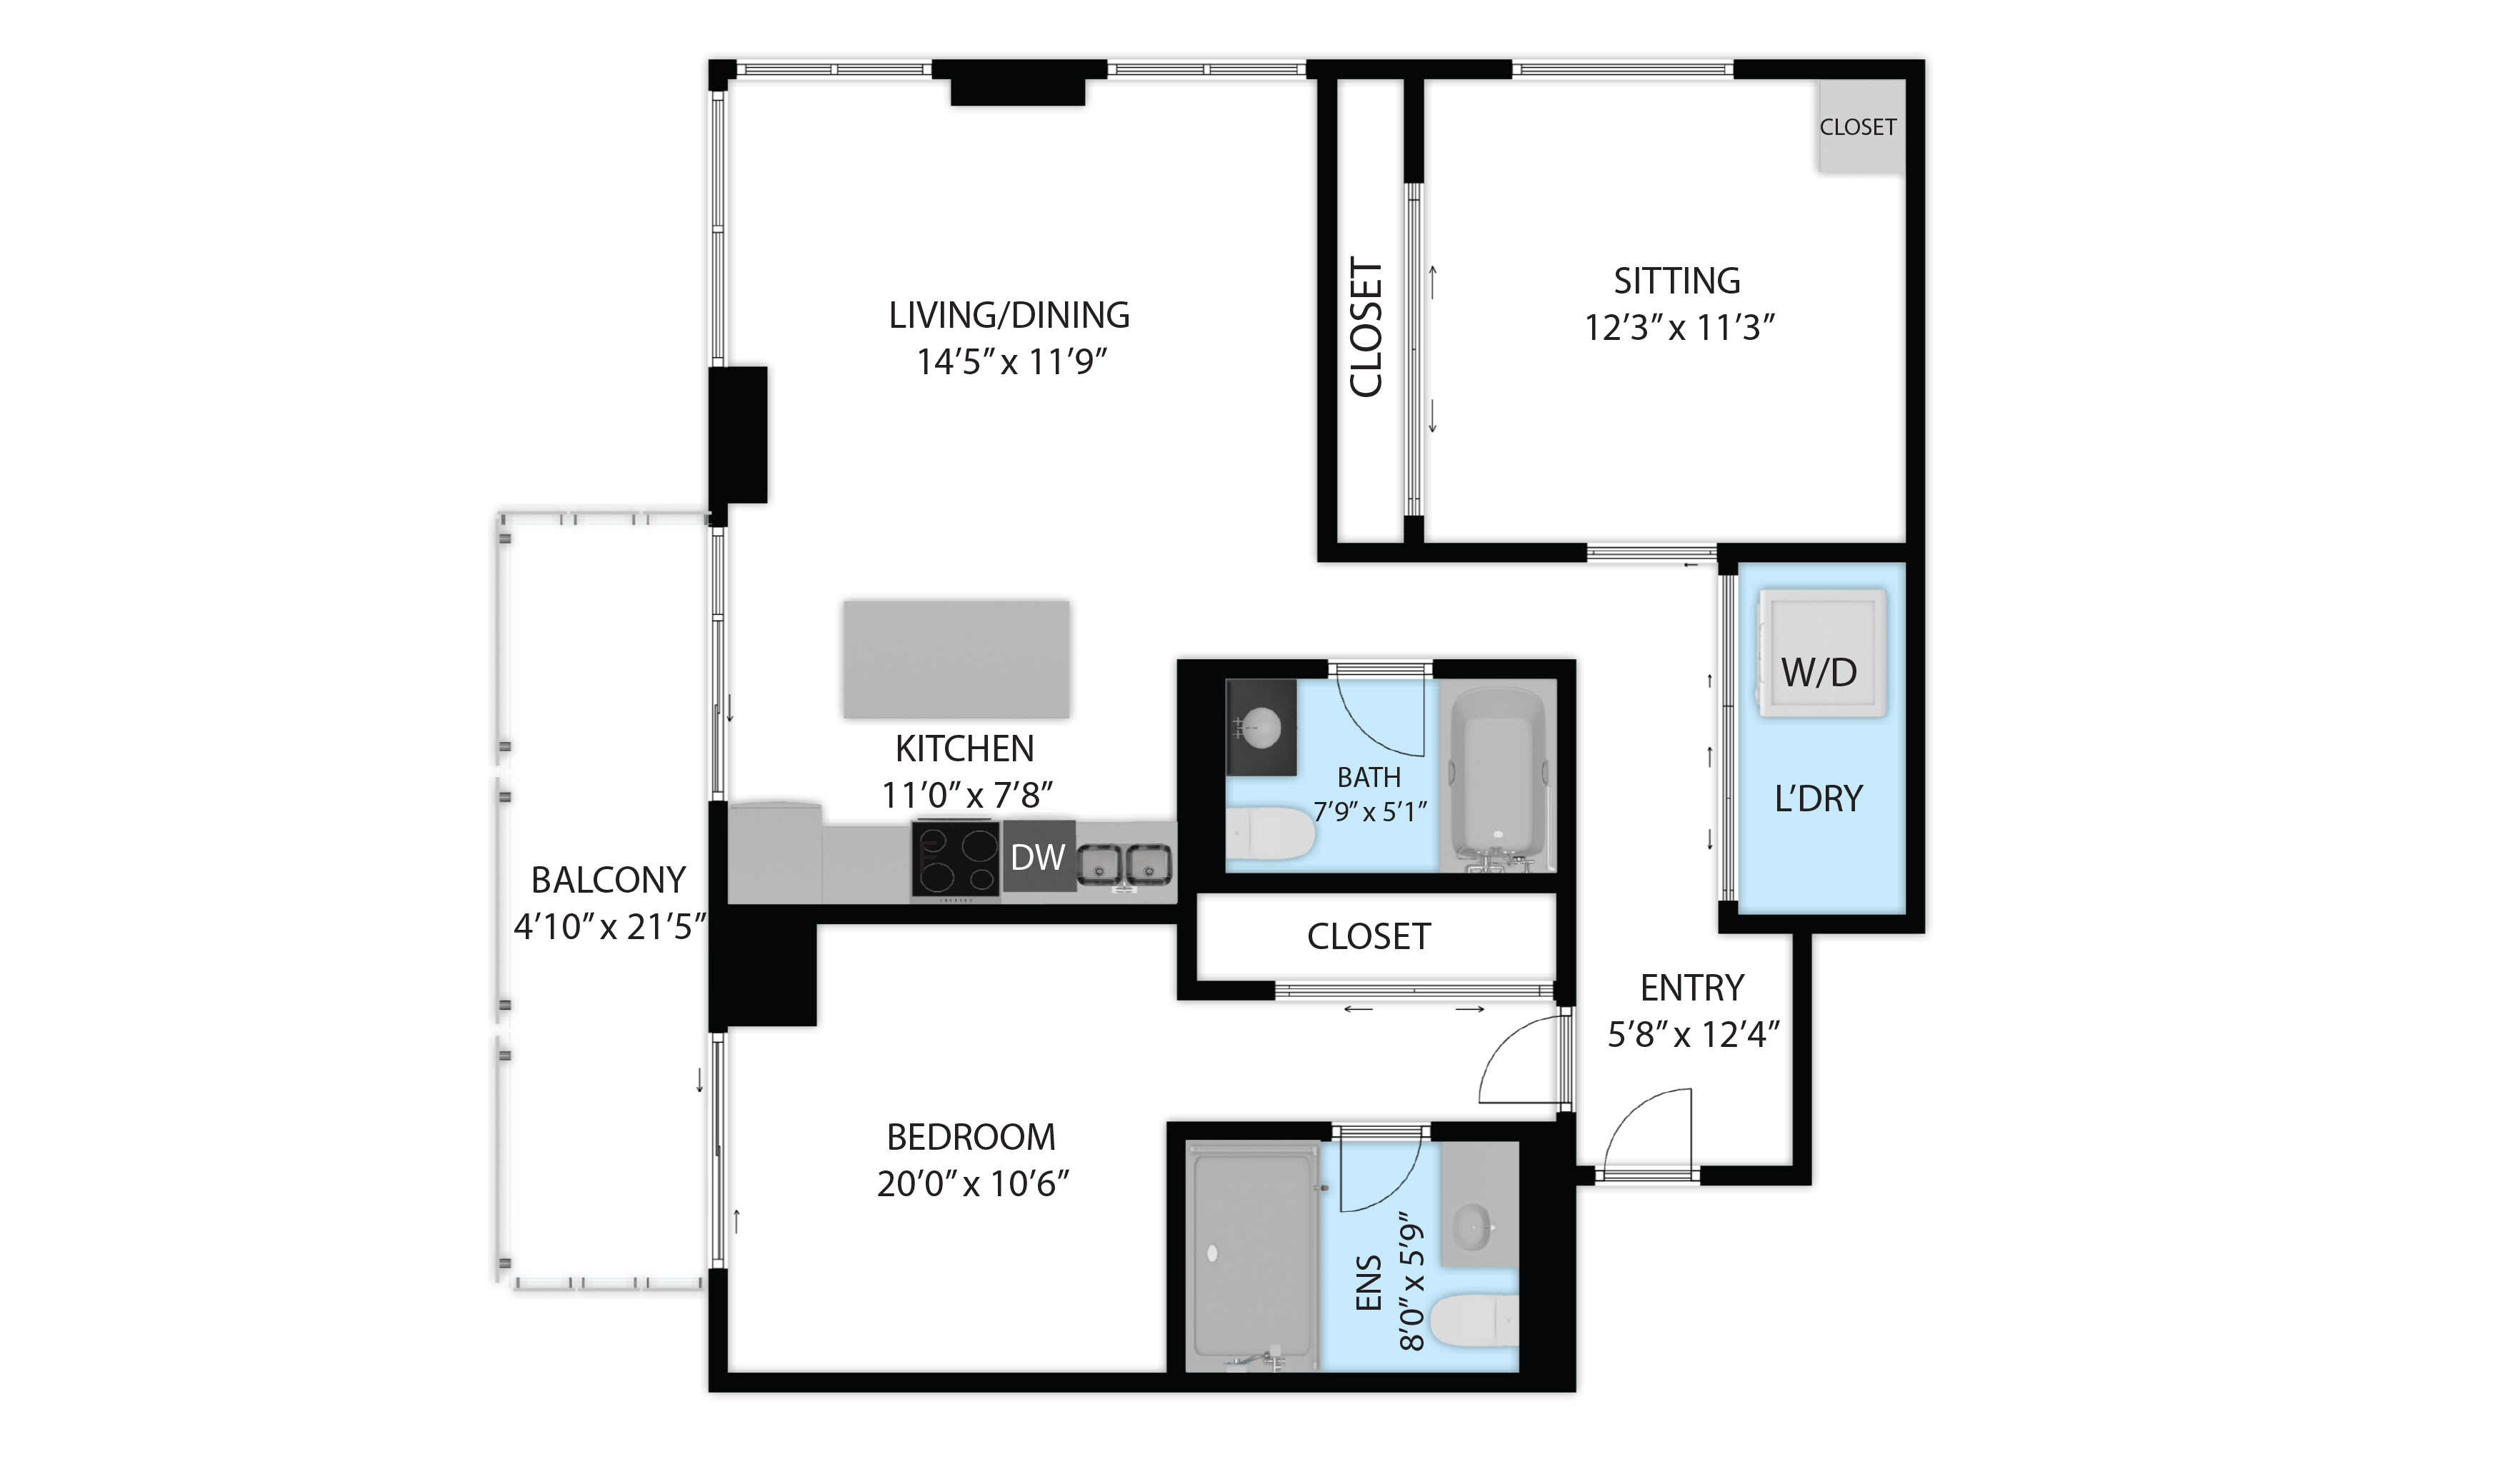 CLOSET
SITTING
12’3” x 11’3”
CLOSET
LIVING/DINING
14’5” x 11’9”
W/D
L’DRY
KITCHEN
11’0” x 7’8”
BATH
7’9” x 5’1”
DW
BALCONY
4’10” x 21’5”
CLOSET
ENTRY
5’8” x 12’4”
BEDROOM
20’0” x 10’6”
ENS
8’0” x 5’9”